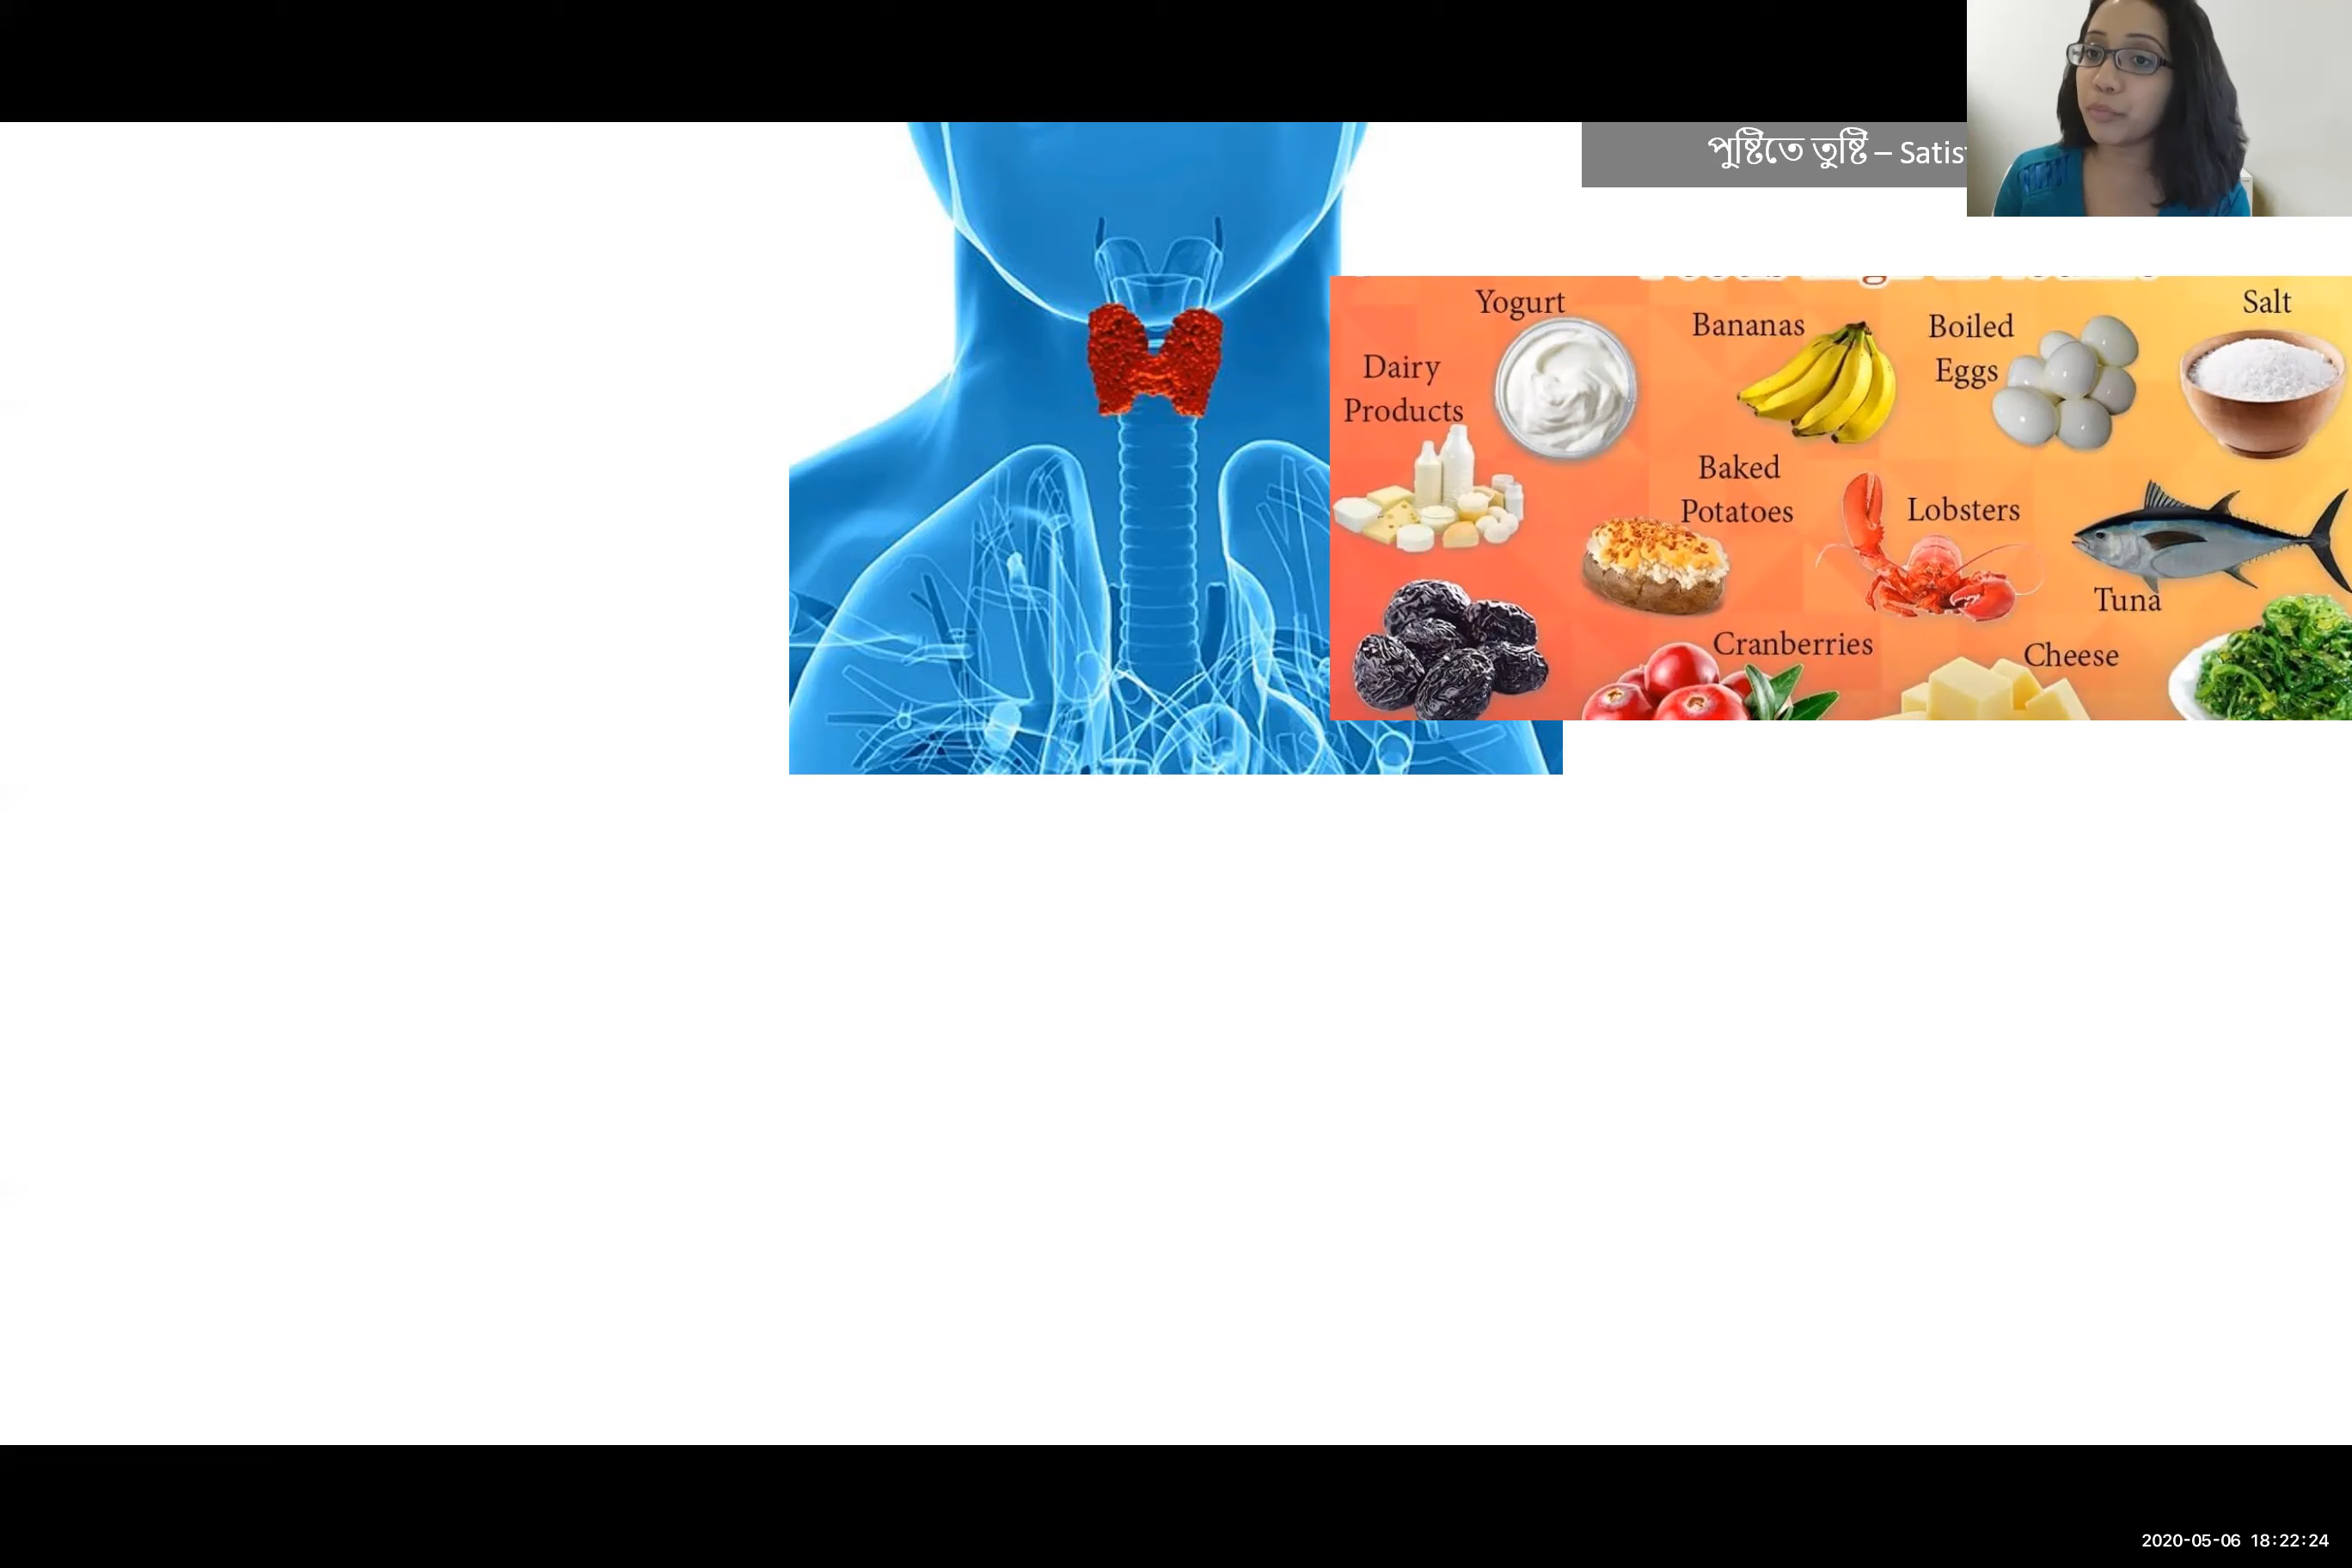 পুষ্টিতে তুষ্টি – Satis
Yogurt
Bananas
Boiled
Eggs
Salt
Dairy
Products
Baked
Potatoes
Lobsters
Tuna
Cranberries
Cheese
2020-05-06 18:22:24